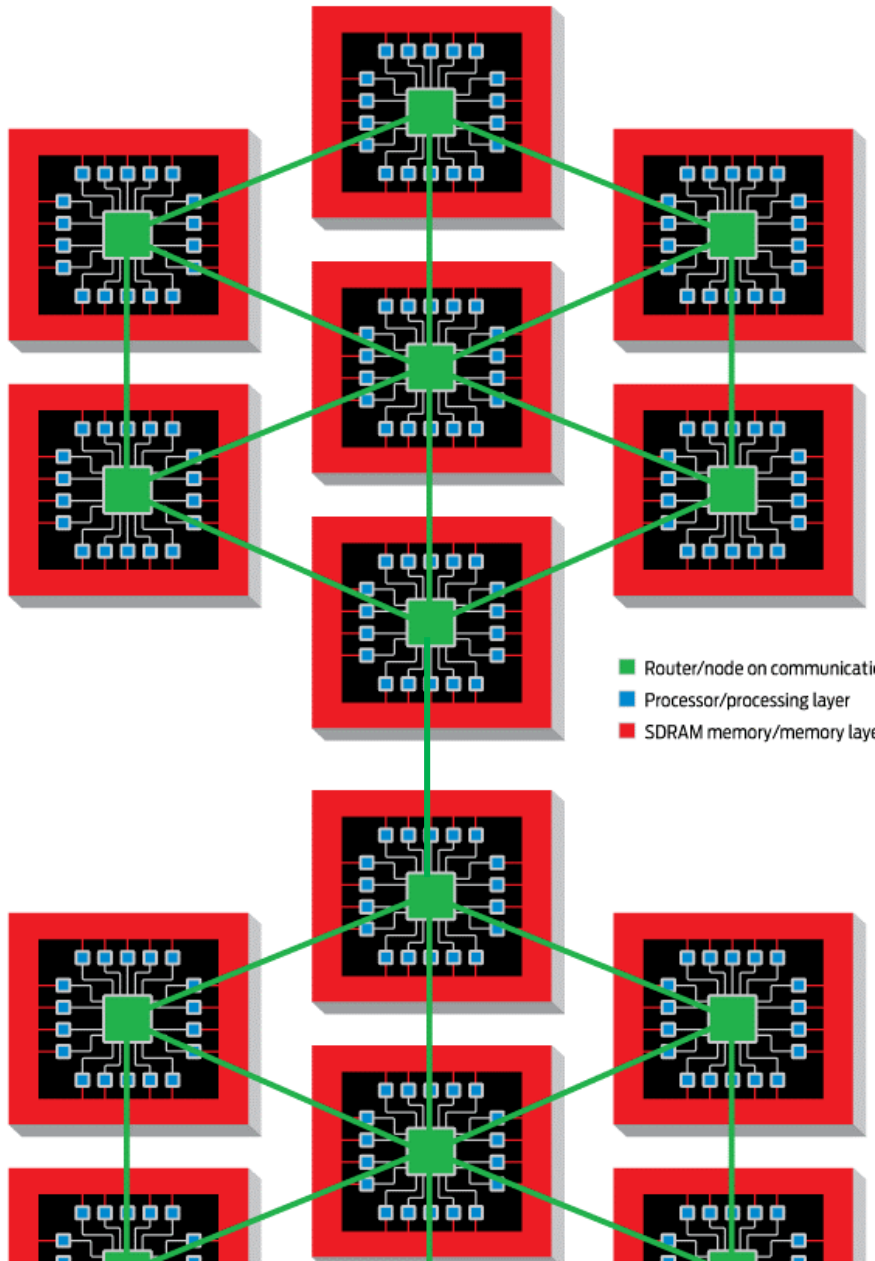 Router/node on communicatio
Processor/processing layer
SDRAM memory/memory laye